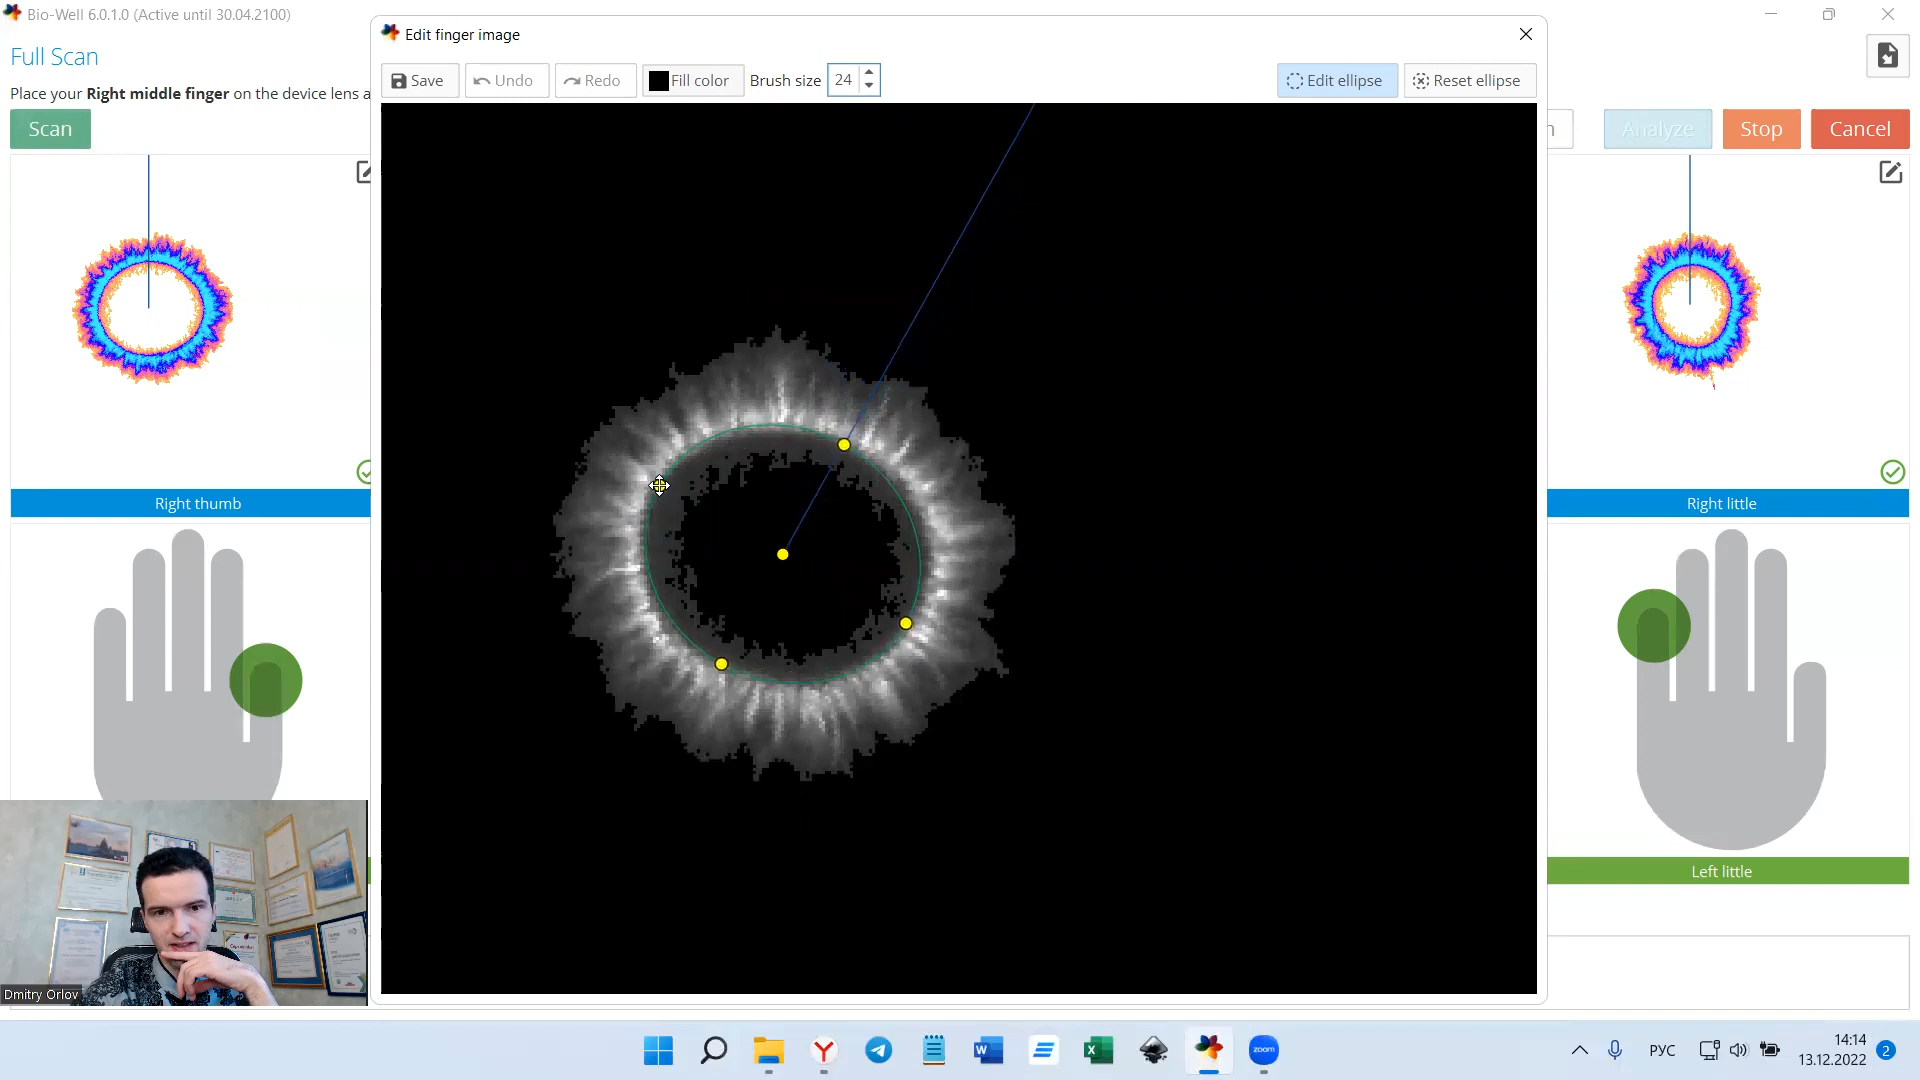 Bio-Well 6.0.1.0 (Active until 30.04.2100)
Edit finger image
Full Scan
Save
Undo
Redo
Fill color
Brush size
24
Edit ellipse
Reset ellipse
Place your Right middle finger on the device lens a
Scan
n
Analyze
Stop
Cancel
Right thumb
Right little
Left little
Dmitry Orlov
zoom
РУС
14:14
13.12.2022
2